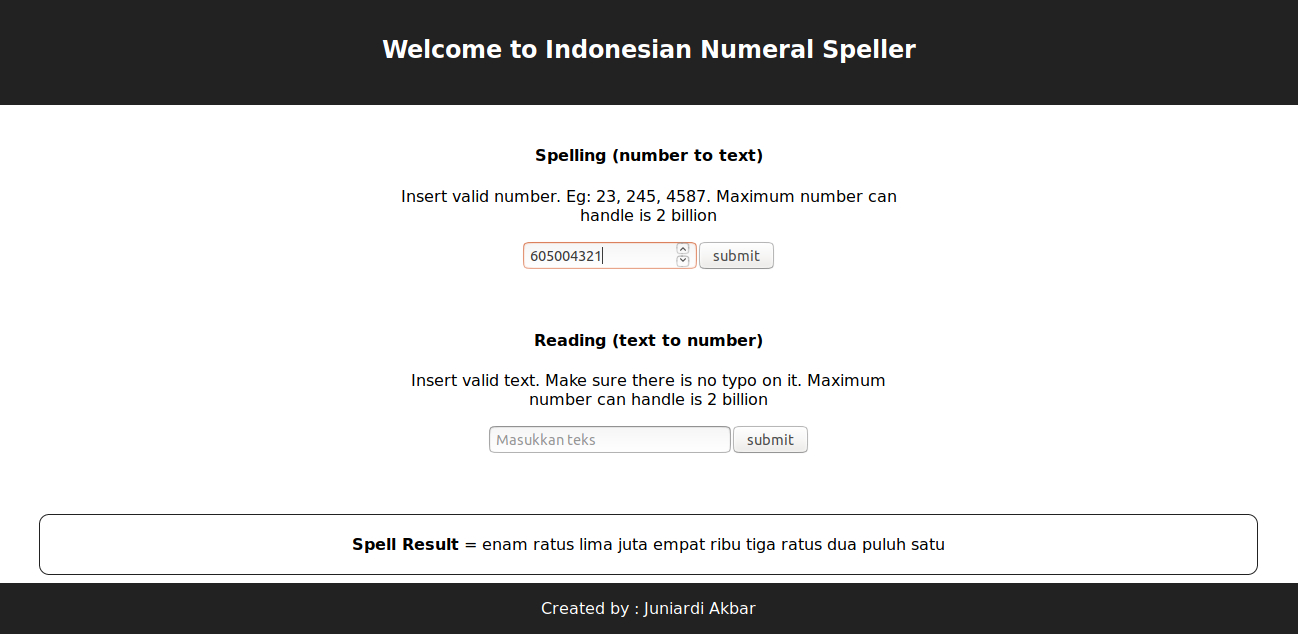 Welcome to Indonesian Numeral Speller
Spelling (number to text)
Insert valid number. Eg: 23, 245, 4587. Maximum number can
handle is 2 billion
605004321 submit
Reading (text to number)
Insert valid text. Make sure there is no typo on it. Maximum
number can handle is 2 billion
Masukkan teks submit
Spell Result = enam ratus lima juta empat ribu tiga ratus dua puluh satu
Created by : Juniardi Akbar